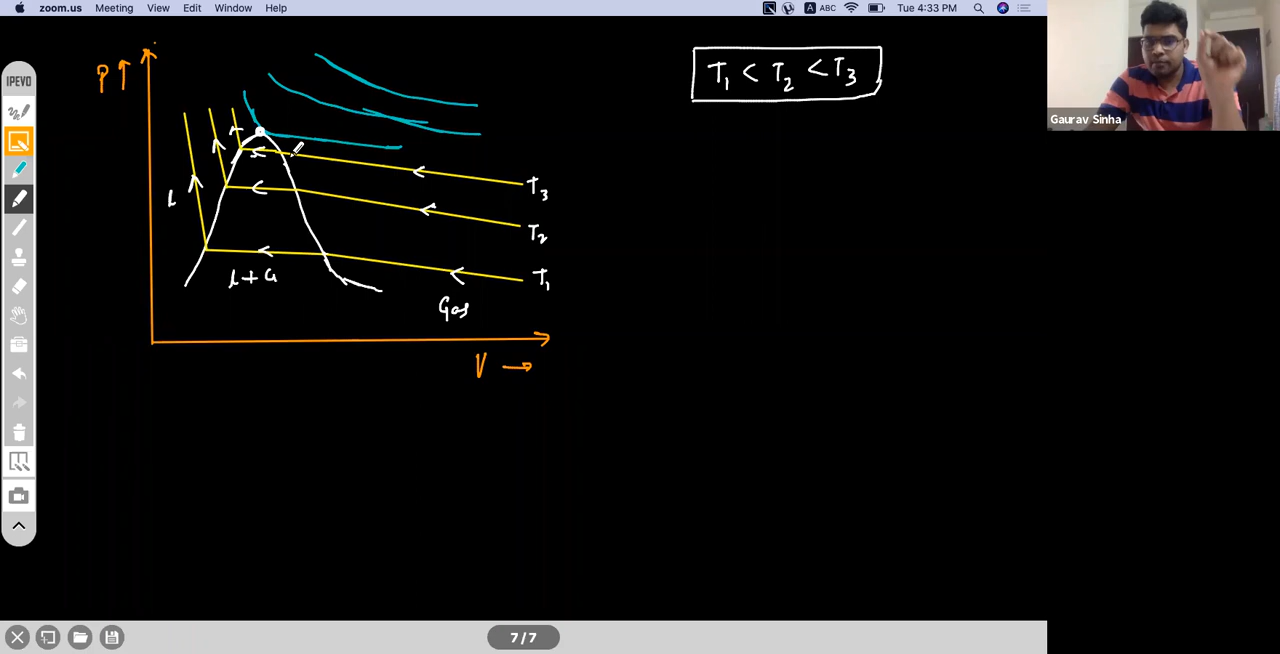 zoom.us Meeting View Edit Window Help
A ABC Tue 4:33 PM
IPEVO
P↑
T₁ < T₂ < T₃
Gaurav Sinha
T₃
L
T₂
L + G
T₁
Gas
V →
7/7